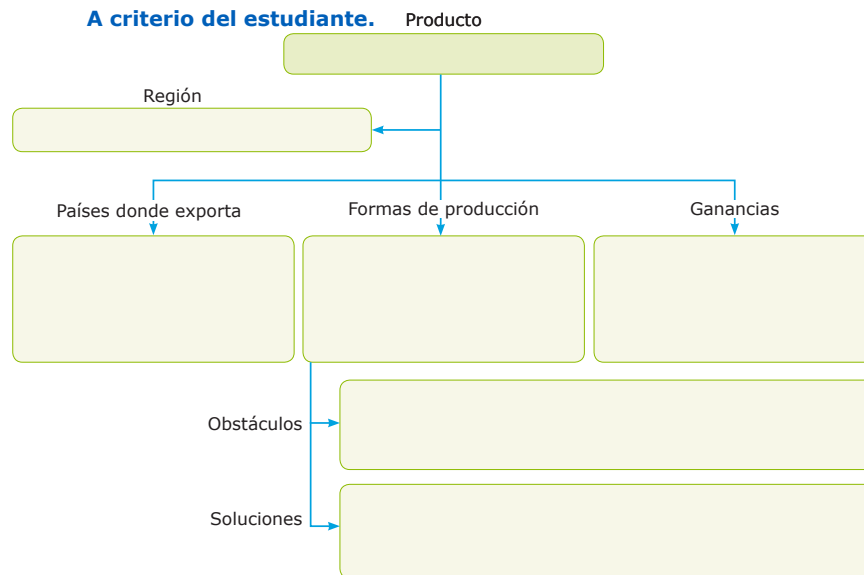 A criterio del estudiante.
Producto
Región
Países donde exporta
Formas de producción
Ganancias
Obstáculos
Soluciones